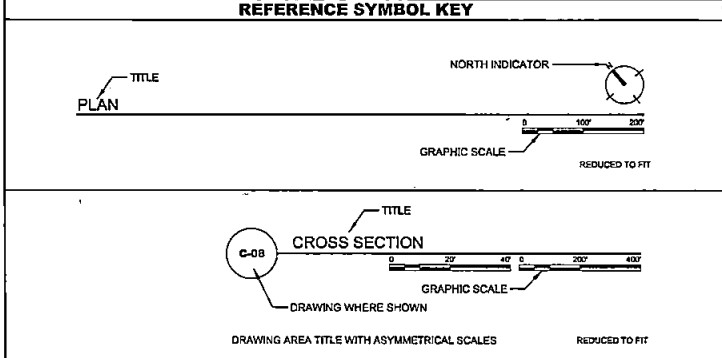 REFERENCE SYMBOL KEY
NORTH INDICATOR
N
TITLE
PLAN
0 100' 200'
GRAPHIC SCALE
REDUCED TO FIT
TITLE
C-08
CROSS SECTION
0 20' 40' 0 200' 400'
GRAPHIC SCALE
DRAWING WHERE SHOWN
DRAWING AREA TITLE WITH ASYMMETRICAL SCALES
REDUCED TO FIT